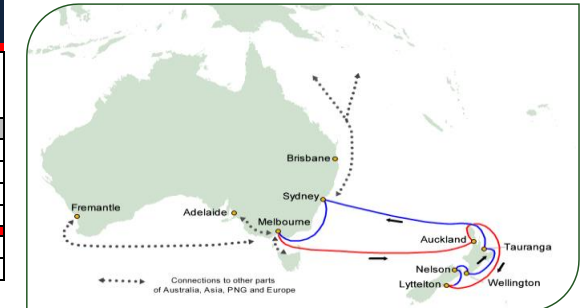 Brisbane
Sydney
Fremantle
Adelaide
Melbourne
Auckland
Tauranga
Nelson
Lyttelton
Wellington
Connections to other parts
of Australia, Asia, PNG and Europe